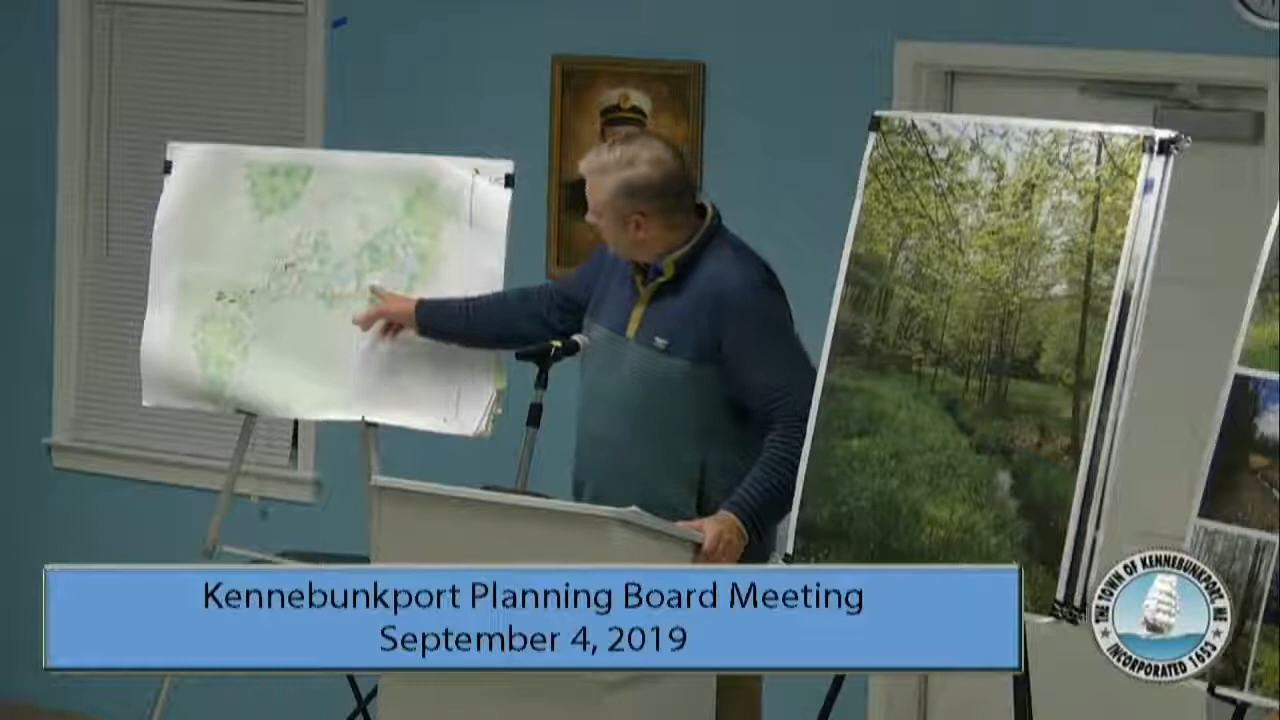 Kennebunkport Planning Board Meeting
September 4, 2019
THE TOWN OF KENNEBUNKPORT, ME
INCORPORATED 1653